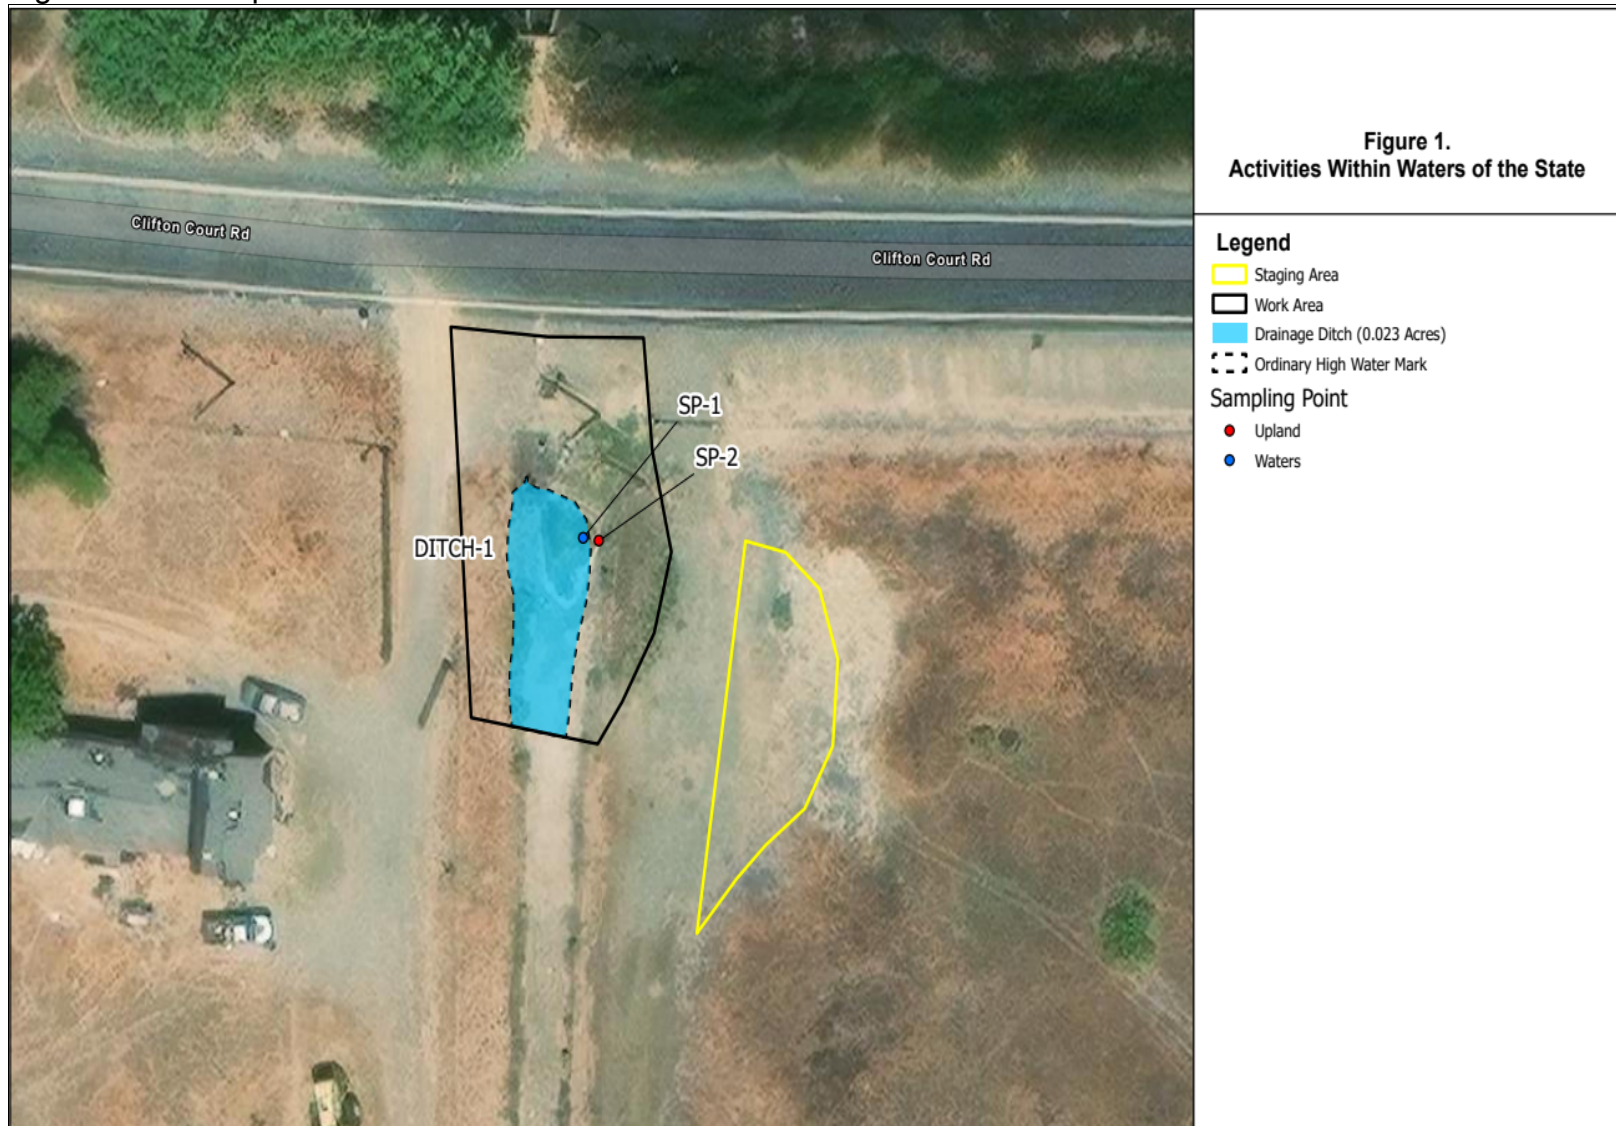 Clifton Court Rd
Clifton Court Rd
SP-1
SP-2
DITCH-1
Figure 1.
Activities Within Waters of the State
Legend
Staging Area
Work Area
Drainage Ditch (0.023 Acres)
Ordinary High Water Mark
Sampling Point
Upland
Waters